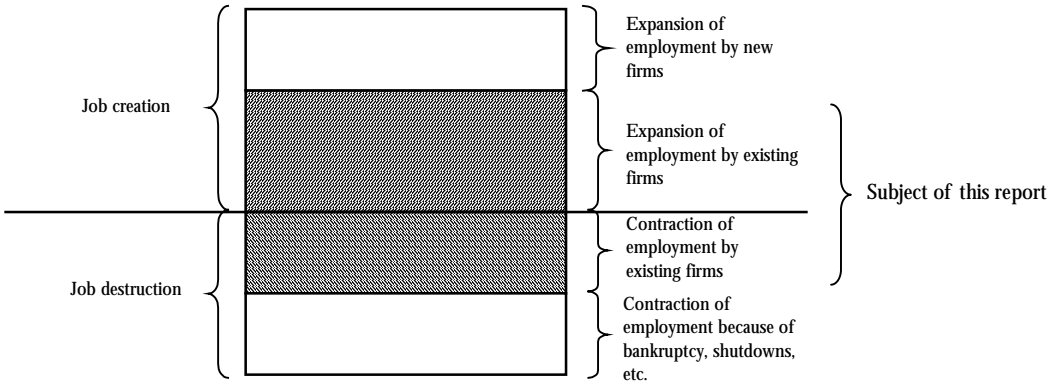 Expansion of
employment by new
firms
Job creation
Expansion of
employment by existing
firms
Subject of this report
Contraction of
employment by
existing firms
Job destruction
Contraction of
employment because of
bankruptcy, shutdowns,
etc.